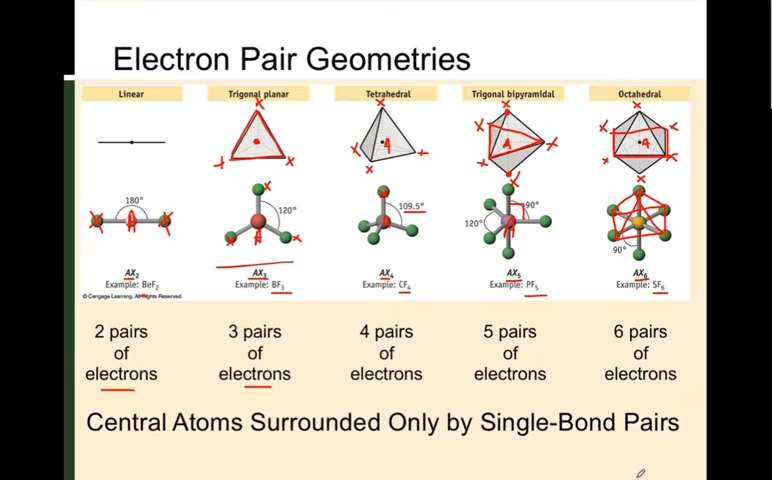 Electron Pair Geometries
Linear Trigonal planar Tetrahedral Trigonal bipyramidal Octahedral
X X X X
X X X X
A A A
X X X X X X X X
X X
180° 120° 109.5° 90° 120° 90°
X A X X X A X A
AX2 AX3 AX4 AX5 AX6
Example: BeF2 Example: BF3 Example: CF4 Example: PF5 Example: SF6
© Cengage Learning. All Rights Reserved.
2 pairs 3 pairs 4 pairs 5 pairs 6 pairs
of of of of of
electrons electrons electrons electrons electrons
Central Atoms Surrounded Only by Single-Bond Pairs